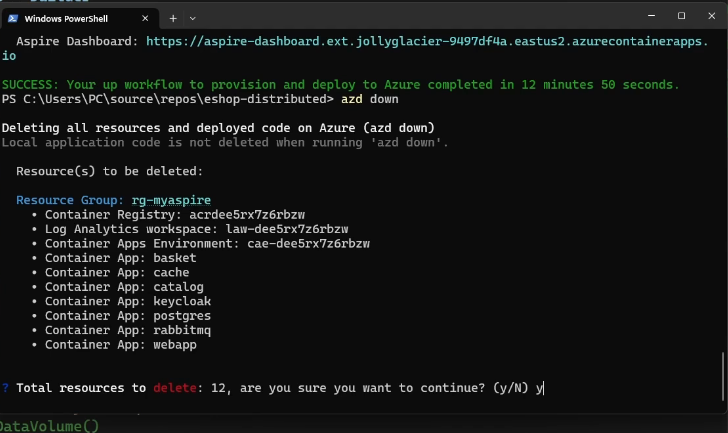 Windows PowerShell
Aspire Dashboard: https://aspire-dashboard.ext.jollyglacier-9497df4a.eastus2.azurecontainerapps.
io
SUCCESS: Your up workflow to provision and deploy to Azure completed in 12 minutes 50 seconds.
PS C:\Users\PC\source\repos\eshop-distributed> azd down
Deleting all resources and deployed code on Azure (azd down)
Local application code is not deleted when running 'azd down'.
Resource(s) to be deleted:
Resource Group: rg-myaspire
• Container Registry: acrdee5rx7z6rbzw
• Log Analytics workspace: law-dee5rx7z6rbzw
• Container Apps Environment: cae-dee5rx7z6rbzw
• Container App: basket
• Container App: cache
• Container App: catalog
• Container App: keycloak
• Container App: postgres
• Container App: rabbitmq
• Container App: webapp
? Total resources to delete: 12, are you sure you want to continue? (y/N) y
DataVolume()